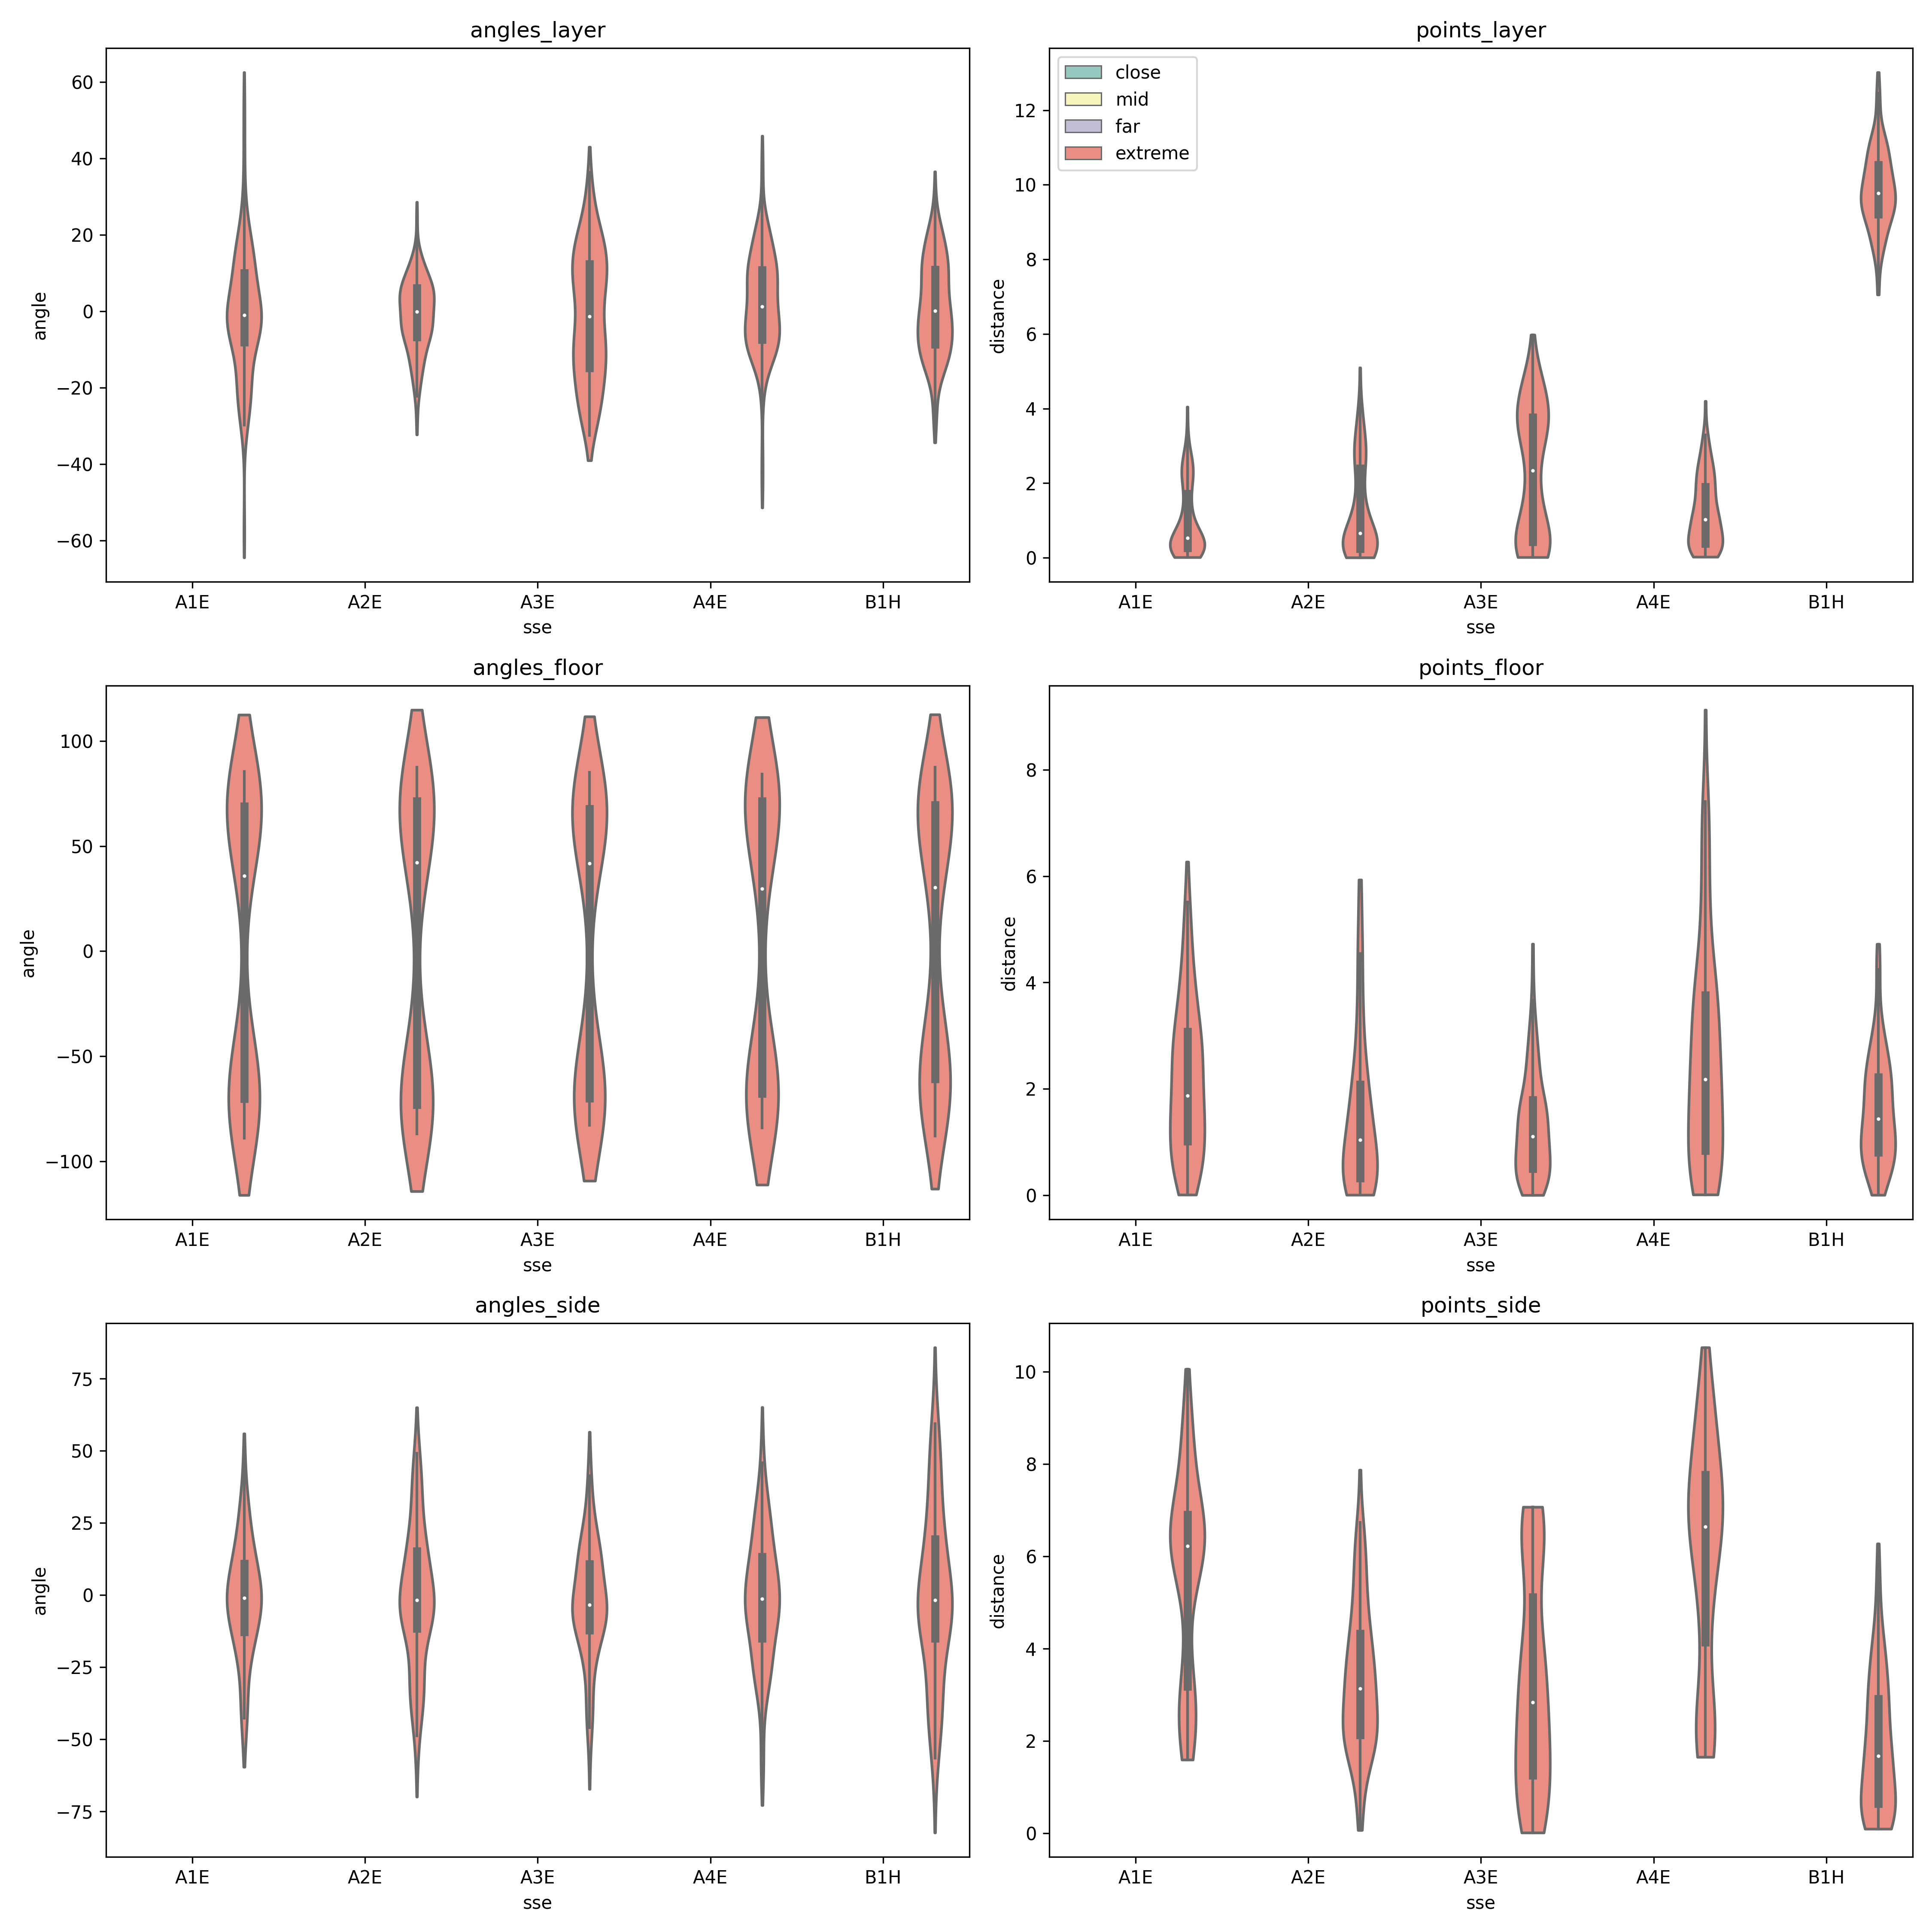 angles_layer
angle
60
40
20
0
−20
−40
−60
A1E A2E A3E A4E B1H
sse
points_layer
close
mid
far
extreme
distance
12
10
8
6
4
2
0
A1E A2E A3E A4E B1H
sse
angles_floor
angle
100
50
0
−50
−100
A1E A2E A3E A4E B1H
sse
points_floor
distance
8
6
4
2
0
A1E A2E A3E A4E B1H
sse
angles_side
angle
75
50
25
0
−25
−50
−75
A1E A2E A3E A4E B1H
sse
points_side
distance
10
8
6
4
2
0
A1E A2E A3E A4E B1H
sse